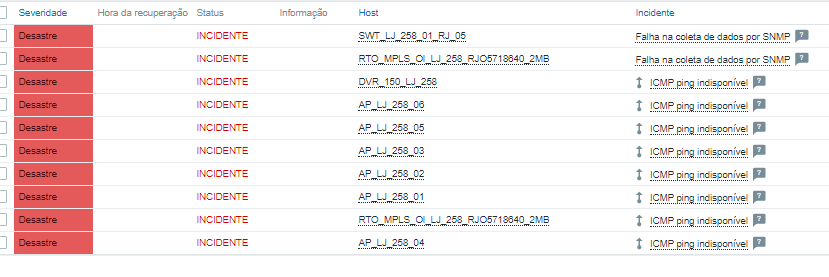 Severidade Hora da recuperação Status Informação Host Incidente
Desastre INCIDENTE SWT_LJ_258_01_RJ_05 Falha na coleta de dados por SNMP ?
Desastre INCIDENTE RTO_MPLS_OI_LJ_258_RJO5718640_2MB Falha na coleta de dados por SNMP ?
Desastre INCIDENTE DVR_150_LJ_258 ICMP ping indisponível ?
Desastre INCIDENTE AP_LJ_258_06 ICMP ping indisponível ?
Desastre INCIDENTE AP_LJ_258_05 ICMP ping indisponível ?
Desastre INCIDENTE AP_LJ_258_03 ICMP ping indisponível ?
Desastre INCIDENTE AP_LJ_258_02 ICMP ping indisponível ?
Desastre INCIDENTE AP_LJ_258_01 ICMP ping indisponível ?
Desastre INCIDENTE RTO_MPLS_OI_LJ_258_RJO5718640_2MB ICMP ping indisponível ?
Desastre INCIDENTE AP_LJ_258_04 ICMP ping indisponível ?